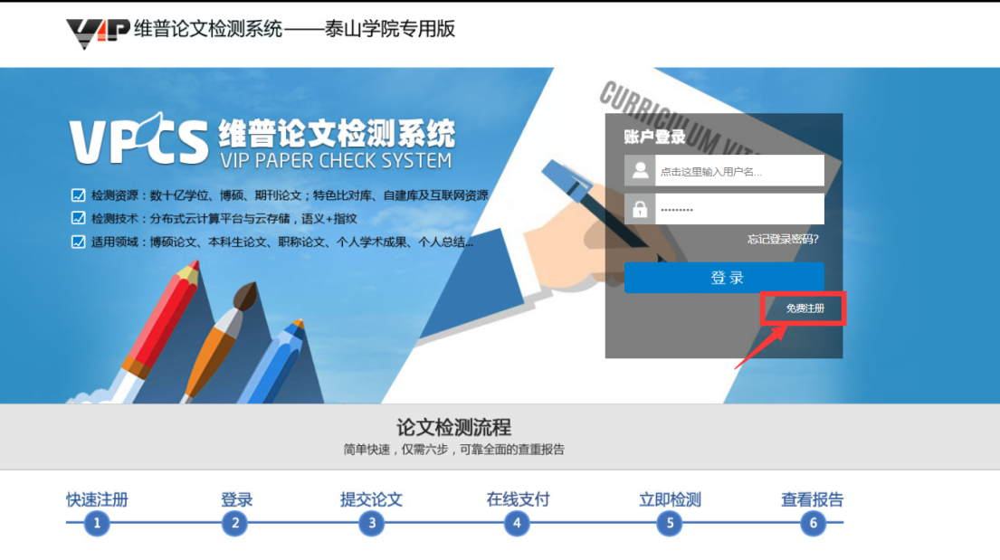 VIP 维普论文检测系统——泰山学院专用版
CURRICULUM VITAE
VPCS 维普论文检测系统
VIP PAPER CHECK SYSTEM
检测资源：数十亿学位、博硕、期刊论文；特色比对库、自建库及互联网资源
检测技术：分布式云计算平台与云存储，语义+指纹
适用领域：博硕论文、本科生论文、职称论文、个人学术成果、个人总结...
账户登录
点击这里输入用户名...
•••••••••
忘记登录密码?
登录
免费注册
论文检测流程
简单快速，仅需六步，可靠全面的查重报告
快速注册 登录 提交论文 在线支付 立即检测 查看报告
1 2 3 4 5 6